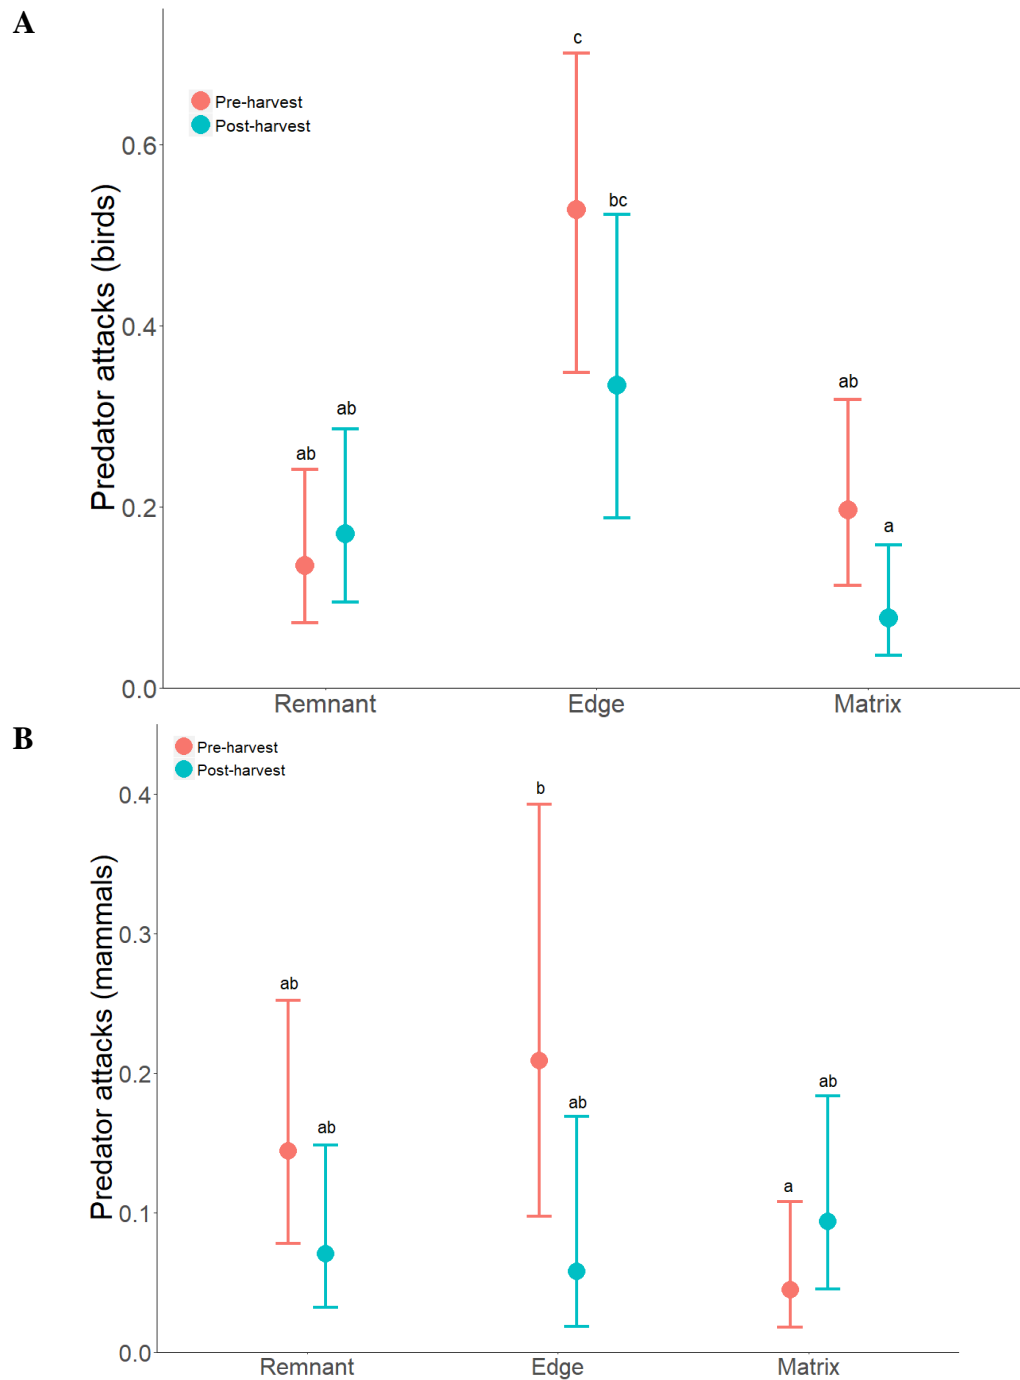 A
Pre-harvest
Post-harvest
Predator attacks (birds)
0.6
0.4
0.2
0.0
ab
ab
c
bc
ab
a
Remnant
Edge
Matrix
B
Pre-harvest
Post-harvest
Predator attacks (mammals)
0.4
0.3
0.2
0.1
0.0
ab
ab
b
ab
a
ab
Remnant
Edge
Matrix